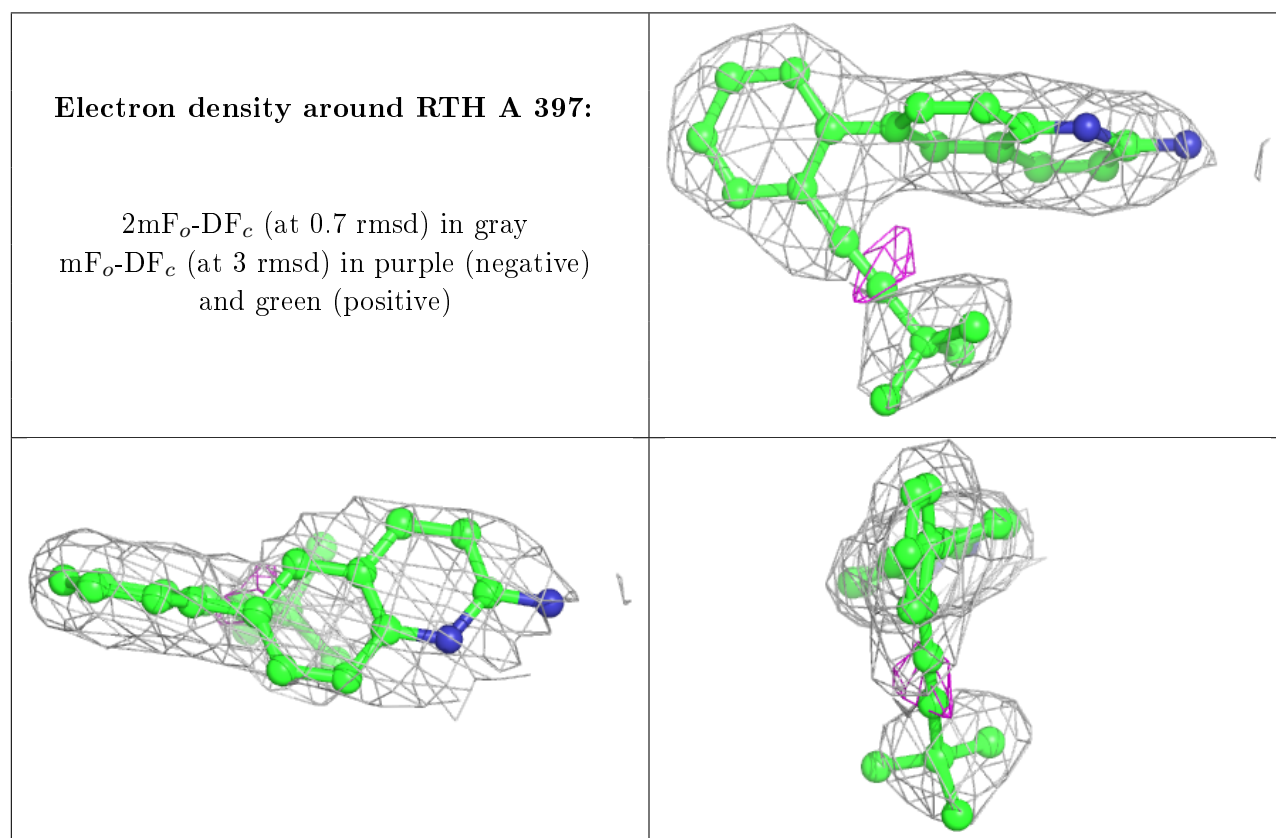 Electron density around RTH A 397:
2mFₒ-DF𝒸 (at 0.7 rmsd) in gray
mFₒ-DF𝒸 (at 3 rmsd) in purple (negative)
and green (positive)